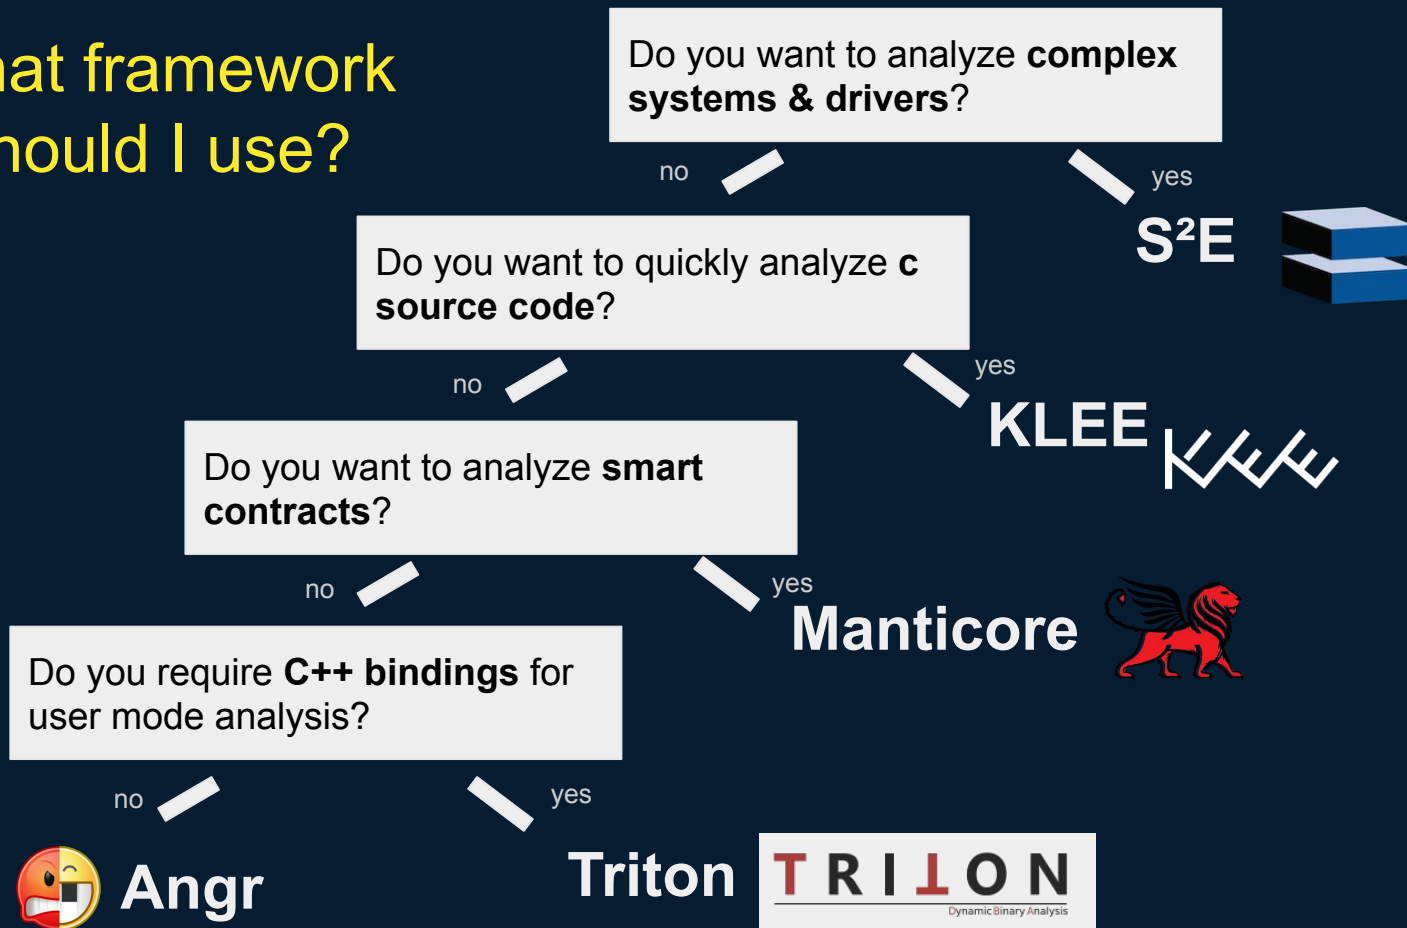 hat framework
hould I use?
Do you want to analyze complex
systems & drivers?
no
yes
S²E
Do you want to quickly analyze c
source code?
no
yes
KLEE
KLEE
Do you want to analyze smart
contracts?
no
yes
Manticore
Do you require C++ bindings for
user mode analysis?
no
yes
Angr
Triton
TRITON
Dynamic Binary Analysis